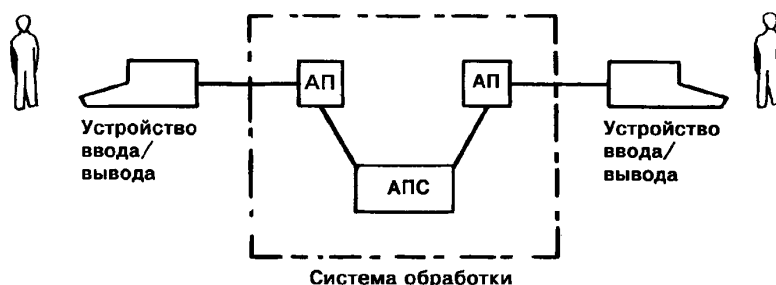 АП
АП
АПС
Устройство
ввода/
вывода
Устройство
ввода/
вывода
Система обработки